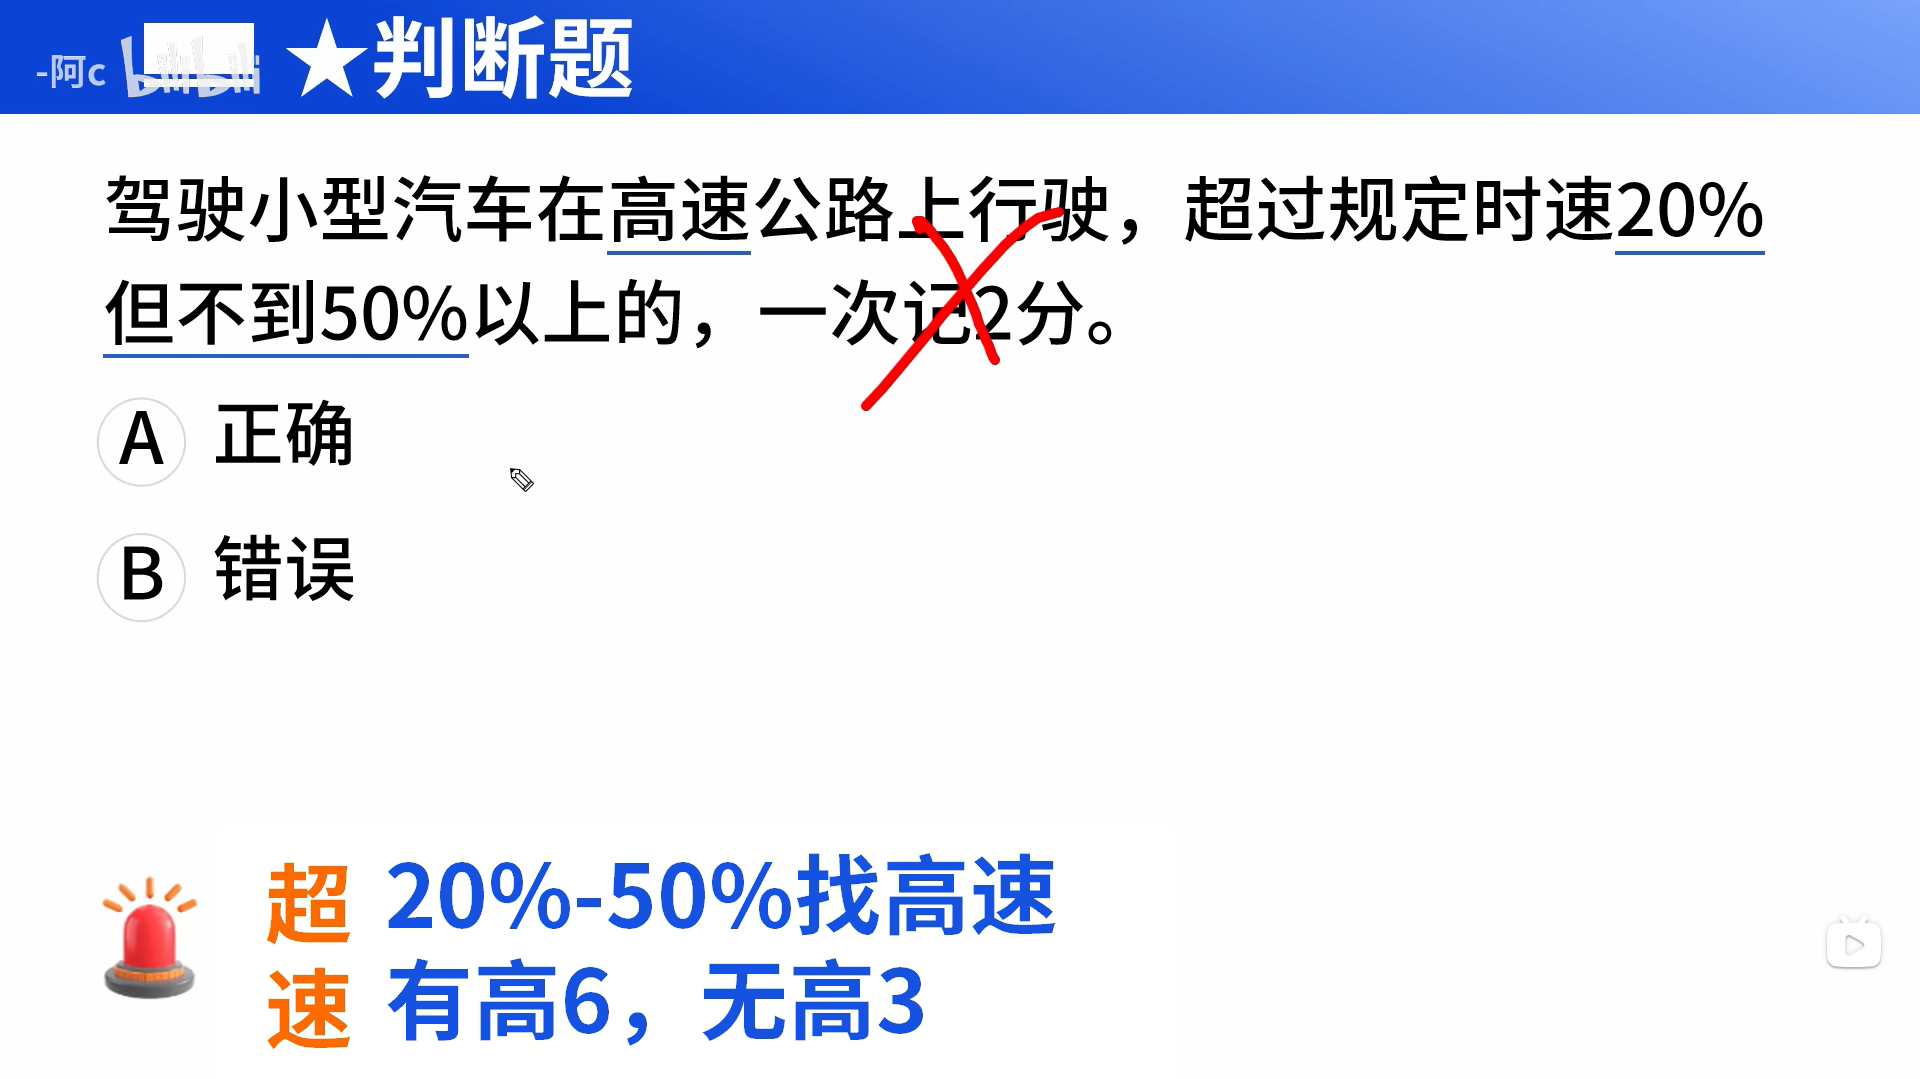 -阿c bilibili ★判断题
驾驶小型汽车在高速公路上行驶，超过规定时速20%
但不到50%以上的，一次记2分。
A 正确
B 错误
超 20%-50%找高速
速 有高6，无高3